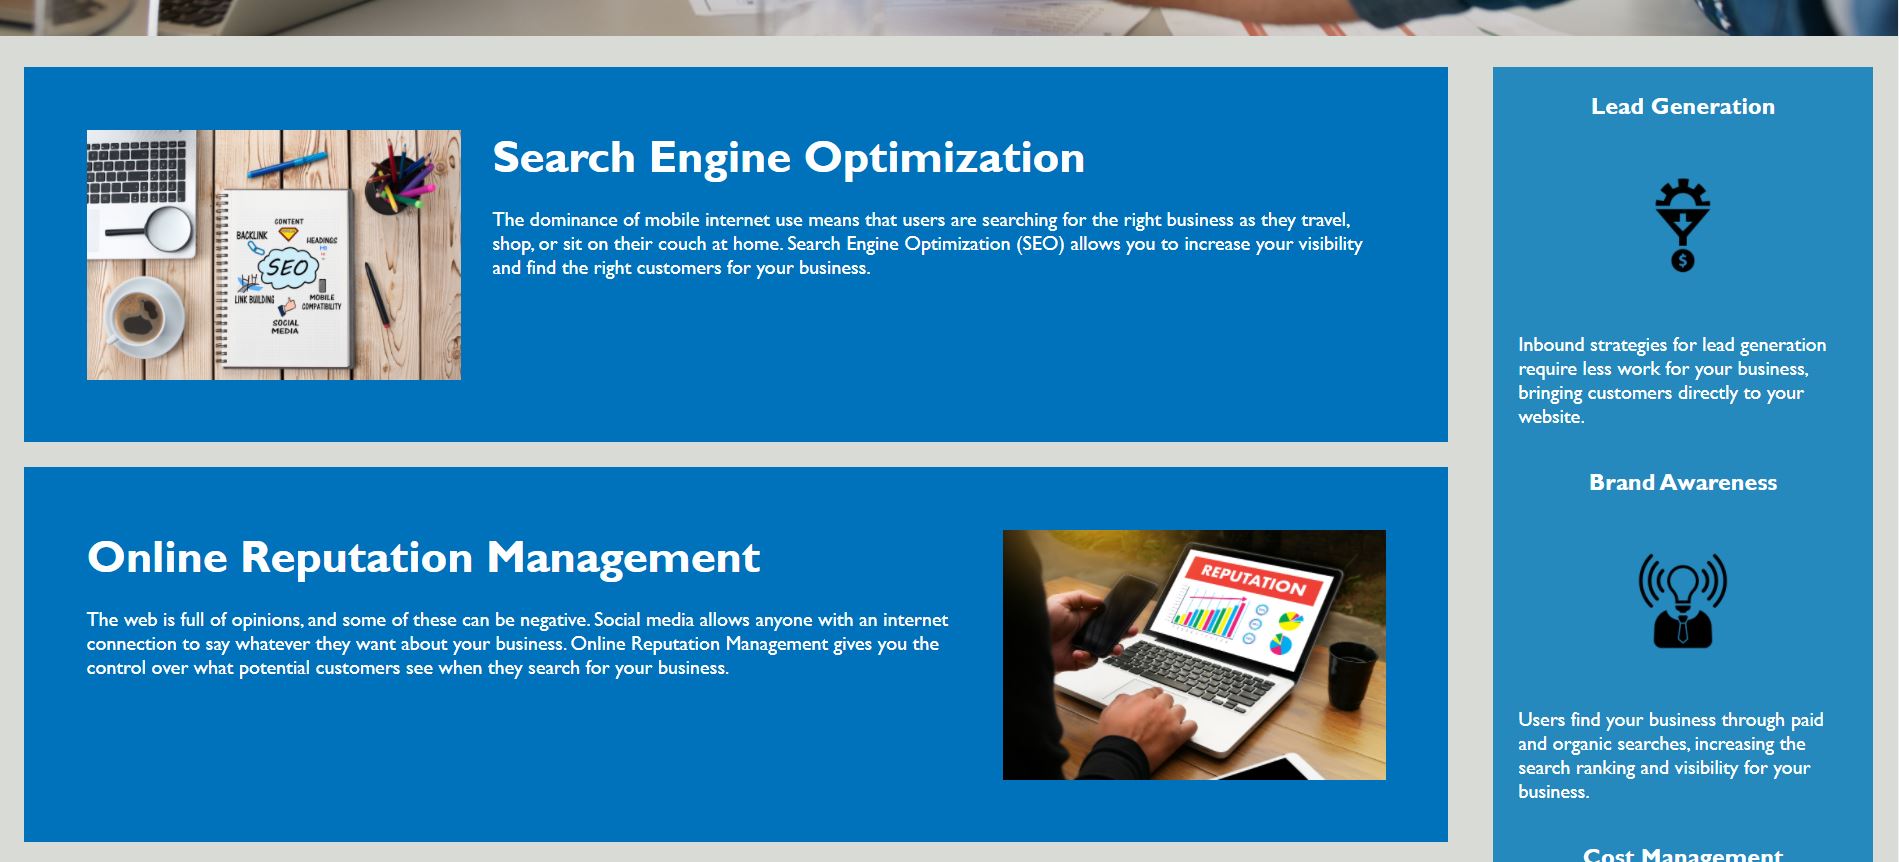 Search Engine Optimization
The dominance of mobile internet use means that users are searching for the right business as they travel,
shop, or sit on their couch at home. Search Engine Optimization (SEO) allows you to increase your visibility
and find the right customers for your business.
CONTENT
BACKLINK
HEADINGS
SEO
LINK BUILDING
MOBILE
COMPATIBILITY
SOCIAL
MEDIA
Online Reputation Management
The web is full of opinions, and some of these can be negative. Social media allows anyone with an internet
connection to say whatever they want about your business. Online Reputation Management gives you the
control over what potential customers see when they search for your business.
REPUTATION
Lead Generation
$
Inbound strategies for lead generation
require less work for your business,
bringing customers directly to your
website.
Brand Awareness
Users find your business through paid
and organic searches, increasing the
search ranking and visibility for your
business.
Cost Management